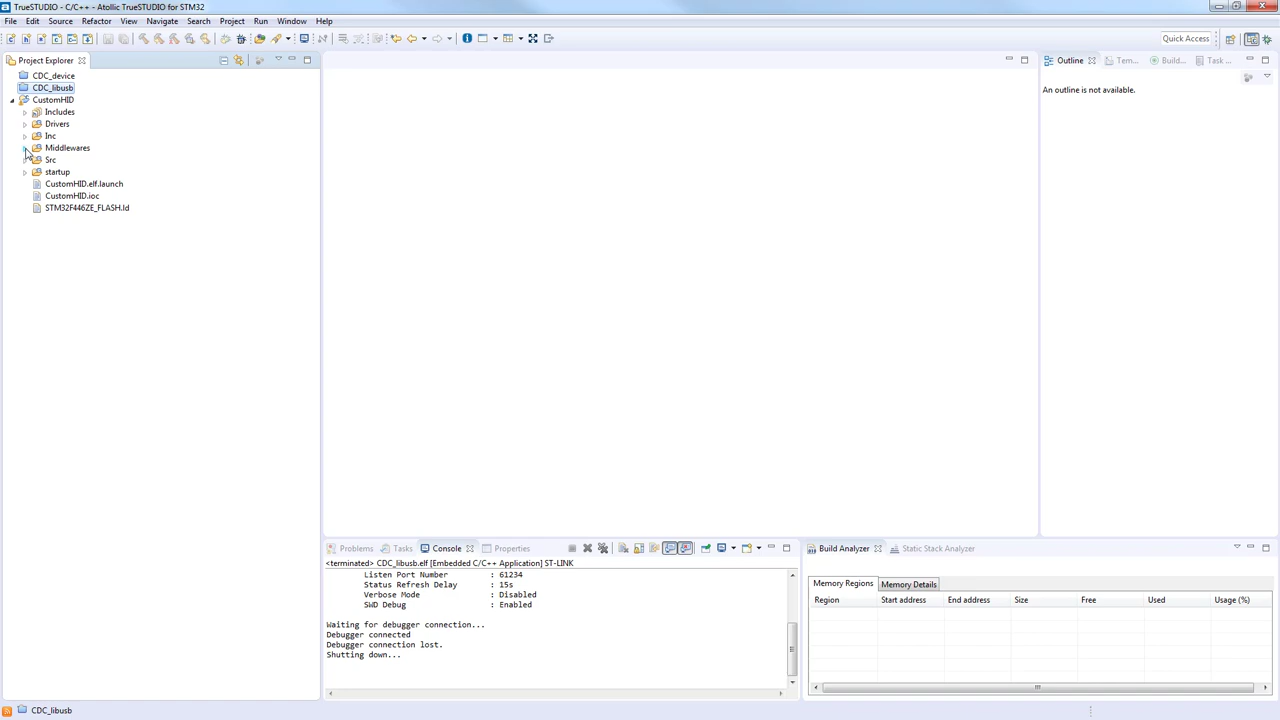 TrueSTUDIO - C/C++ - Atollic TrueSTUDIO for STM32
File Edit Source Refactor View Navigate Search Project Run Window Help
Quick Access
Project Explorer
CDC_device
CDC_libusb
CustomHID
Includes
Drivers
Inc
Middlewares
Src
startup
CustomHID.elf.launch
CustomHID.ioc
STM32F446ZE_FLASH.ld
Outline Tem... Build... Task ...
An outline is not available.
Problems Tasks Console Properties
<terminated> CDC_libusb.elf [Embedded C/C++ Application] ST-LINK
Listen Port Number : 61234
Status Refresh Delay : 15s
Verbose Mode : Disabled
SWD Debug : Enabled
Waiting for debugger connection...
Debugger connected
Debugger connection lost.
Shutting down...
Build Analyzer Static Stack Analyzer
Memory Regions Memory Details
Region Start address End address Size Free Used Usage (%)
CDC_libusb